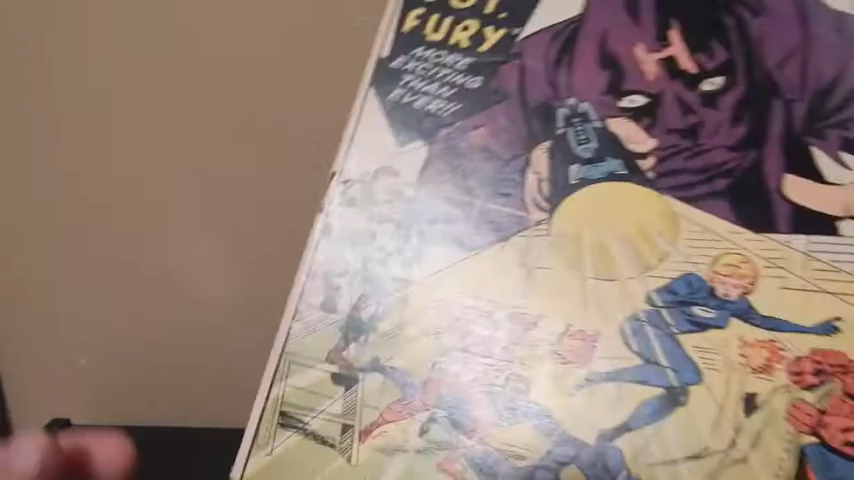 FURY
MORE
EXCITING
THAN
EVER!!
H